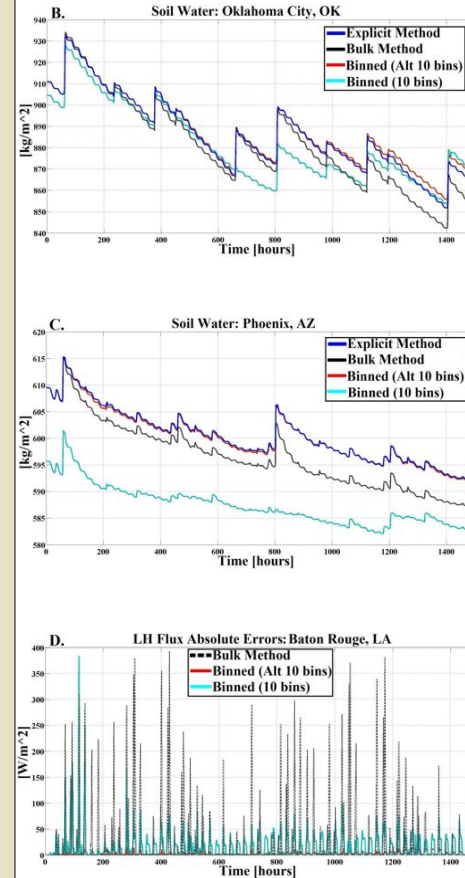 B.
Soil Water: Oklahoma City, OK
[kg/m^2]
940
930
920
910
900
890
880
870
860
850
840
Explicit Method
Bulk Method
Binned (Alt 10 bins)
Binned (10 bins)
0 200 400 600 800 1000 1200 1400
Time [hours]
C.
Soil Water: Phoenix, AZ
[kg/m^2]
620
615
610
605
600
595
590
585
580
Explicit Method
Bulk Method
Binned (Alt 10 bins)
Binned (10 bins)
0 200 400 600 800 1000 1200 1400
Time [hours]
D.
LH Flux Absolute Errors: Baton Rouge, LA
[W/m^2]
400
350
300
250
200
150
100
50
0
Bulk Method
Binned (Alt 10 bins)
Binned (10 bins)
0 200 400 600 800 1000 1200 1400
Time [hours]